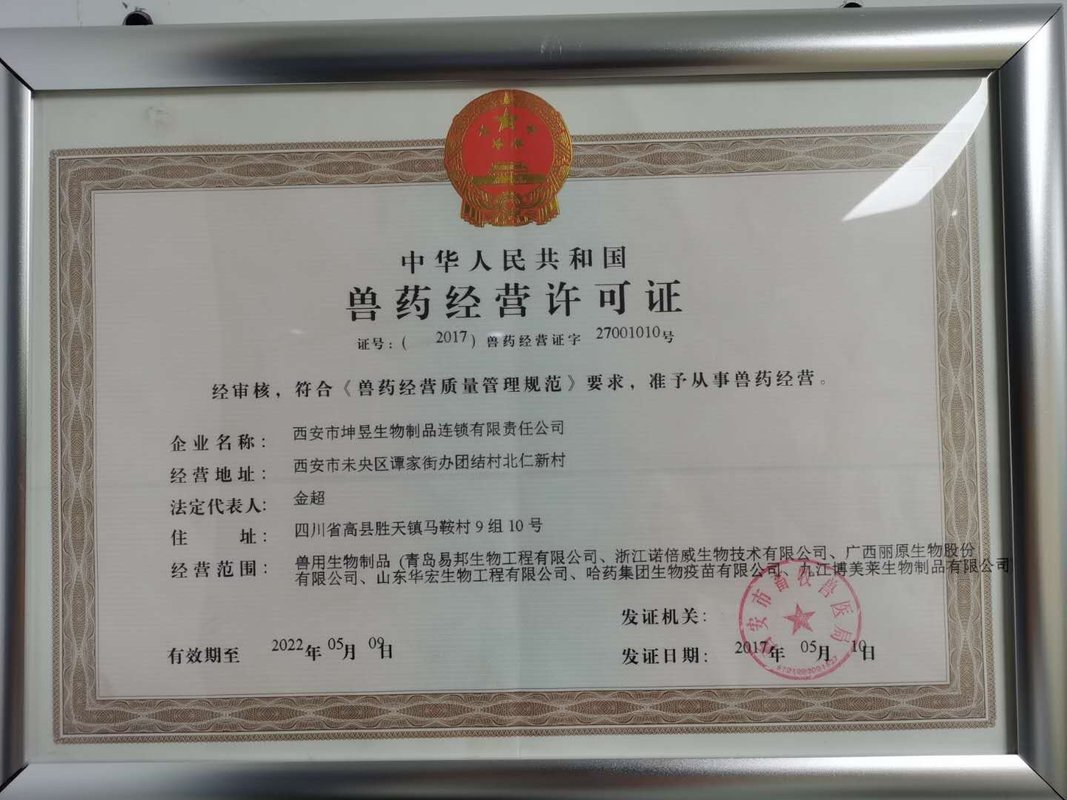 中华人民共和国
兽药经营许可证
证号：（ 2017）兽药经营证字 27001010号
经审核，符合《兽药经营质量管理规范》要求，准予从事兽药经营。
企业名称： 西安市坤昱生物制品连锁有限责任公司
经营地址： 西安市未央区谭家街办团结村北仁新村
法定代表人： 金超
住 址： 四川省高县胜天镇马鞍村9组10号
经营范围： 兽用生物制品（青岛易邦生物工程有限公司、浙江诺倍威生物技术有限公司、广西丽原生物股份
有限公司、山东华宏生物工程有限公司、哈药集团生物疫苗有限公司、九江博美莱生物制品有限公司
发证机关：
西安市畜牧兽医局
有效期至 2022年05月09日
发证日期： 2017年05月10日